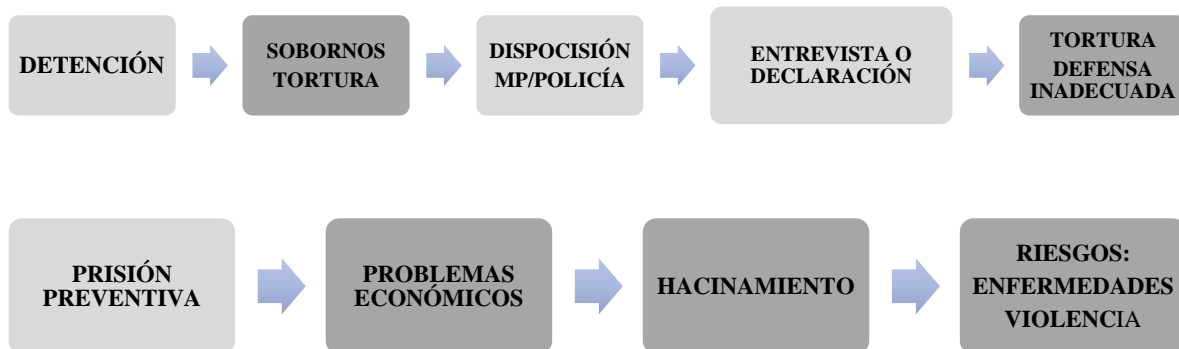 DETENCIÓN
SOBORNOS
TORTURA
DISPOCISIÓN
MP/POLICÍA
ENTREVISTA O
DECLARACIÓN
TORTURA
DEFENSA
INADECUADA
PRISIÓN
PREVENTIVA
PROBLEMAS
ECONÓMICOS
HACINAMIENTO
RIESGOS:
ENFERMEDADES
VIOLENCIA